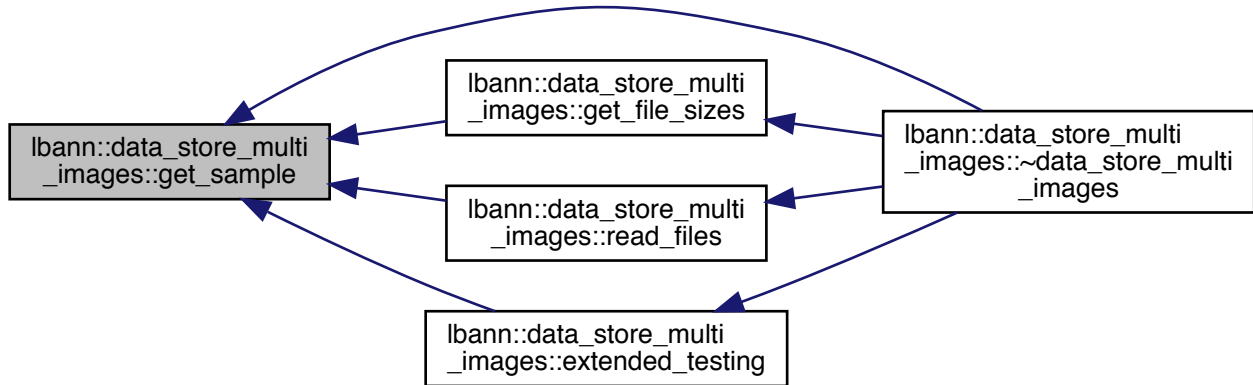 lbann::data_store_multi
_images::get_sample
lbann::data_store_multi
_images::get_file_sizes
lbann::data_store_multi
_images::read_files
lbann::data_store_multi
_images::extended_testing
lbann::data_store_multi
_images::~data_store_multi
_images